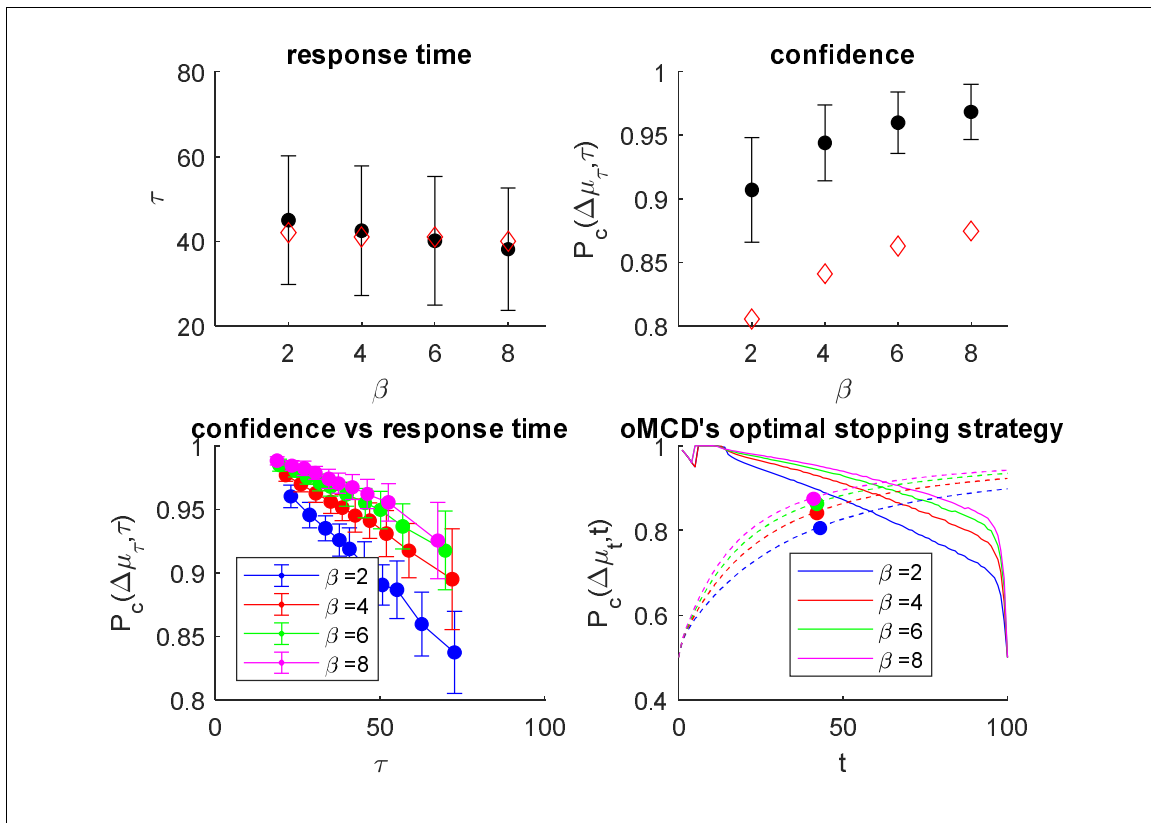 response time
80
60
40
20
τ
2 4 6 8
β
confidence
1
0.95
0.9
0.85
0.8
P_c(Δμ_τ,τ)
2 4 6 8
β
confidence vs response time
1
0.95
0.9
0.85
0.8
P_c(Δμ_τ,τ)
β =2
β =4
β =6
β =8
0 50 100
τ
oMCD's optimal stopping strategy
1
0.8
0.6
0.4
P_c(Δμ_t,t)
β =2
β =4
β =6
β =8
0 50 100
t